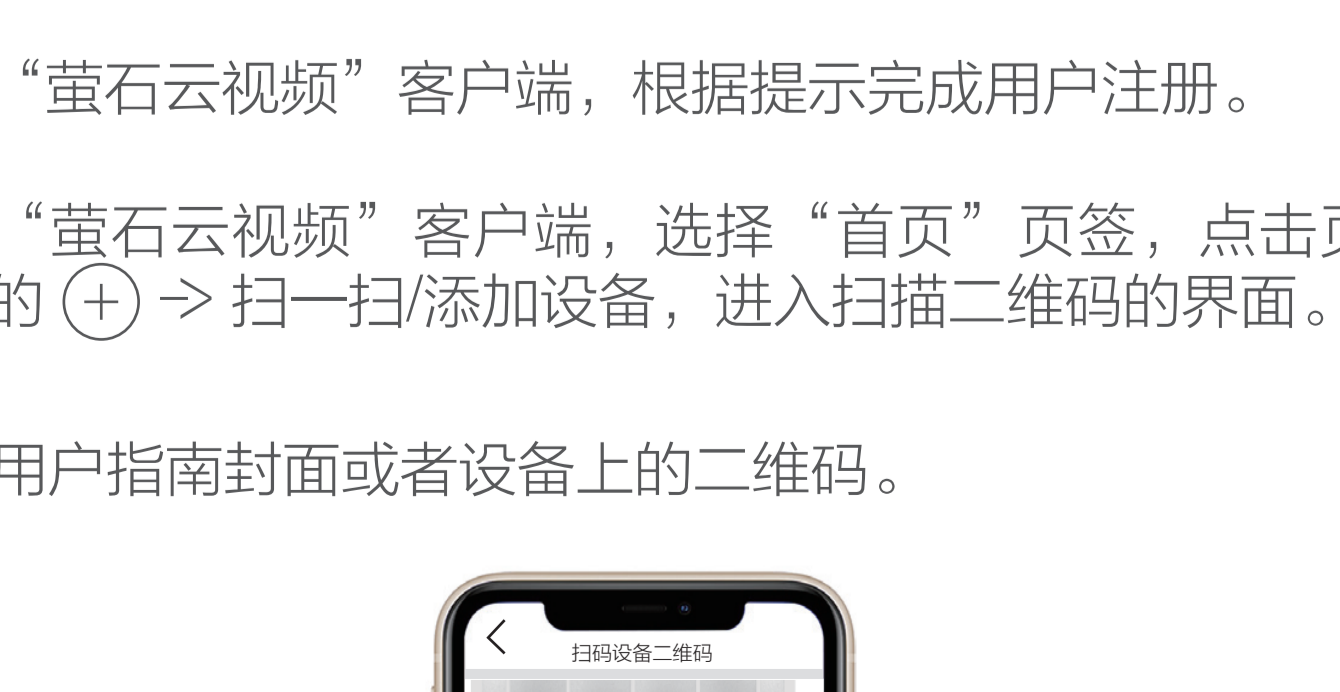 “萤石云视频”客户端，根据提示完成用户注册。
“萤石云视频”客户端，选择“首页”页签，点击页
的 ⊕ -> 扫一扫/添加设备，进入扫描二维码的界面。
用户指南封面或者设备上的二维码。
扫码设备二维码